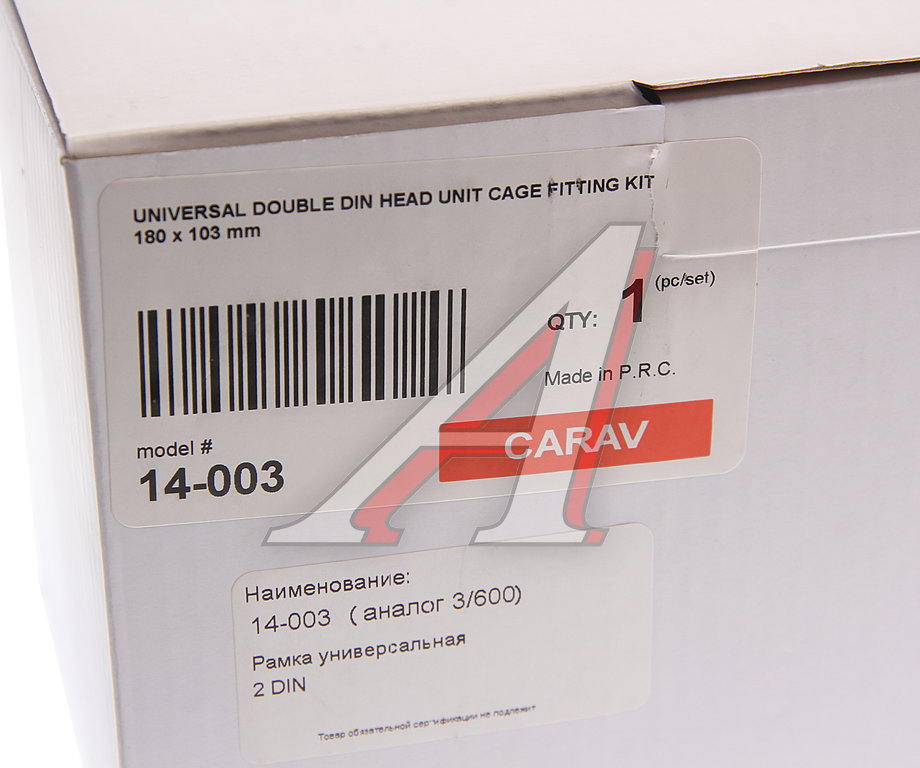 UNIVERSAL DOUBLE DIN HEAD UNIT CAGE FITTING KIT
180 x 103 mm
QTY: 1 (pc/set)
Made in P.R.C.
CARAV
model #
14-003
Наименование:
14-003 (аналог 3/600)
Рамка универсальная
2 DIN
Товар обязательной сертификации не подлежит